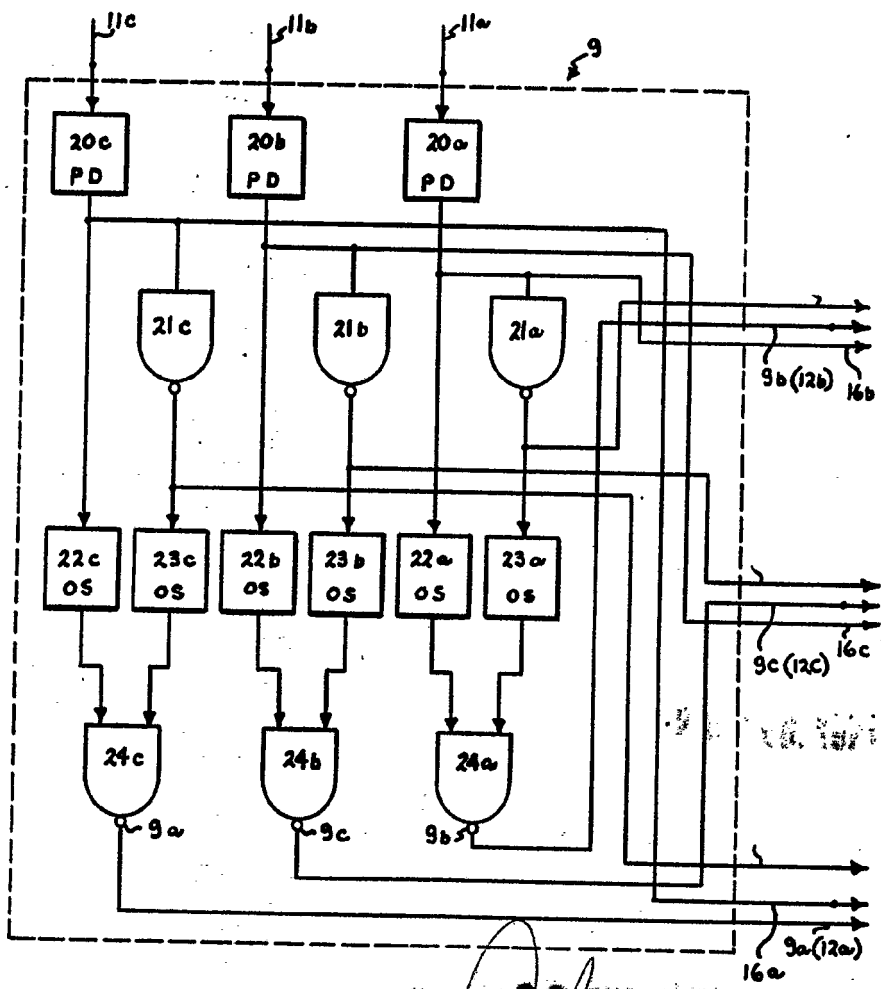 11c
11b
11a
9
20c
PD
20b
PD
20a
PD
21c
21b
21a
9b(12b)
16b
22c
OS
23c
OS
22b
OS
23b
OS
22a
OS
23a
OS
16c
9c(12c)
24c
24b
24a
9a
9c
9b
9a(12a)
16a